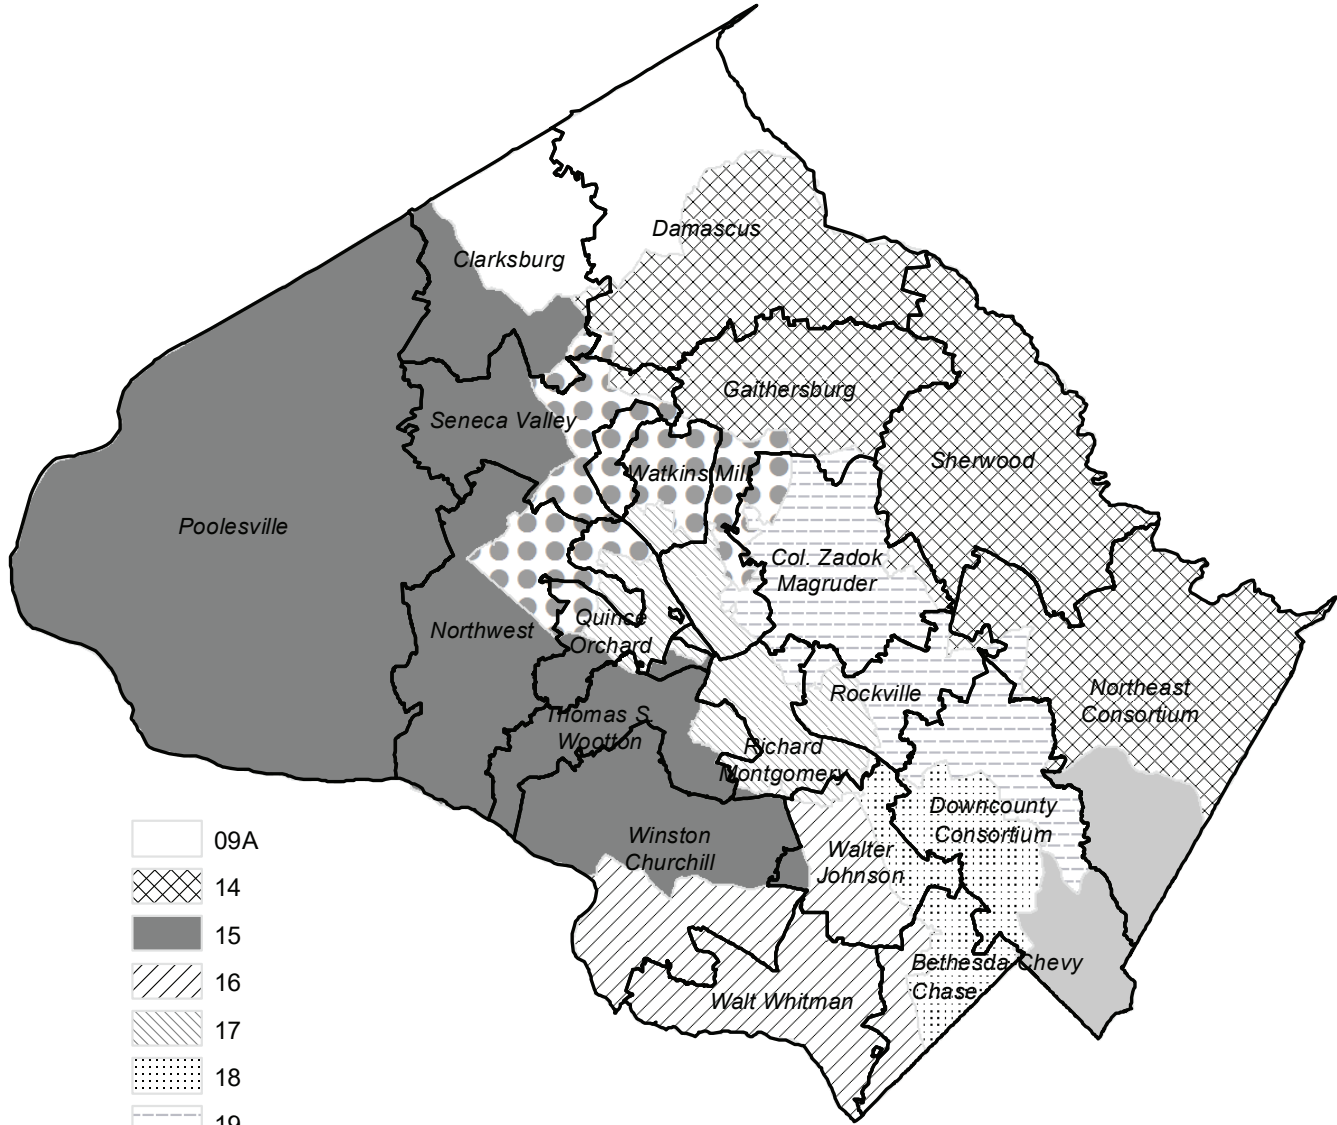 Damascus
Clarksburg
Gaithersburg
Seneca Valley
Sherwood
Watkins Mill
Poolesville
Col. Zadok
Magruder
Quince
Orchard
Northwest
Rockville
Northeast
Consortium
Thomas S.
Wootton
Richard
Montgomery
Downcounty
Consortium
Winston
Churchill
Walter
Johnson
Bethesda-Chevy
Chase
Walt Whitman
09A
14
15
16
17
18
19